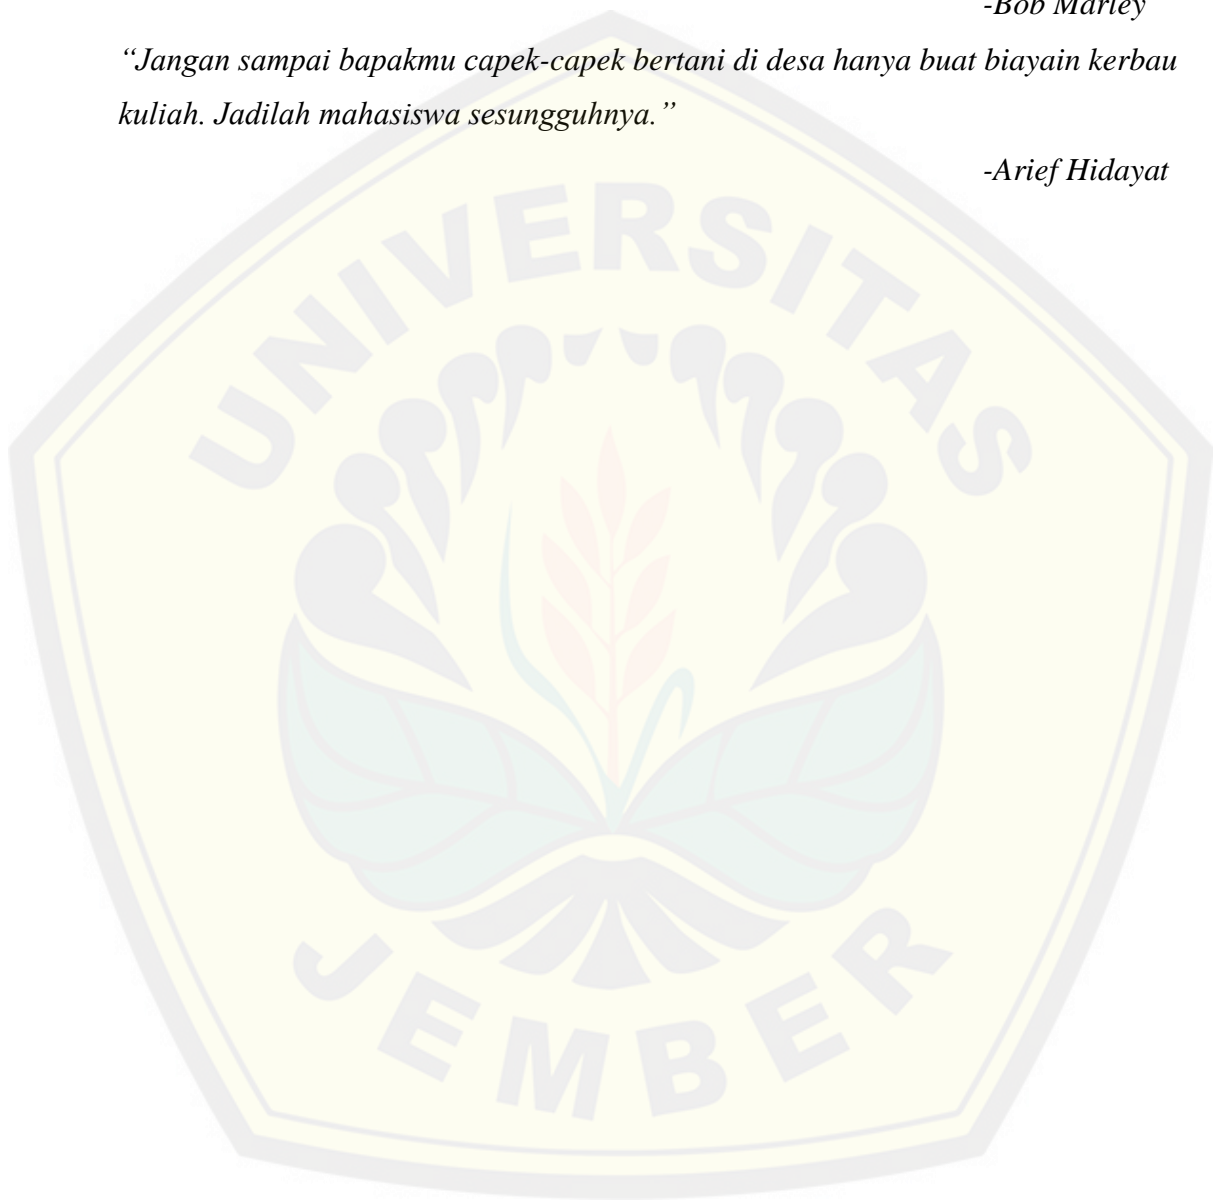 -Bob Marley
“Jangan sampai bapakmu capek-capek bertani di desa hanya buat biayain kerbau
kuliah. Jadilah mahasiswa sesungguhnya.”
-Arief Hidayat
UNIVERSITAS
JEMBER